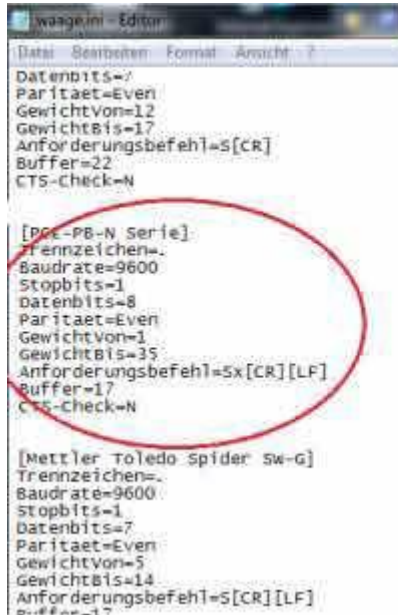 waage.ini - Editor
Datei Bearbeiten Format Ansicht ?
Datenbits=7
Paritaet=Even
GewichtVon=12
GewichtBis=17
Anforderungsbefehl=S[CR]
Buffer=22
CTS-Check=N
[PCE-PB-N Serie]
Trennzeichen=.
Baudrate=9600
Stopbits=1
Datenbits=8
Paritaet=Even
GewichtVon=1
GewichtBis=35
Anforderungsbefehl=Sx[CR][LF]
Buffer=17
CTS-Check=N
[Mettler Toledo Spider SW-G]
Trennzeichen=.
Baudrate=9600
Stopbits=1
Datenbits=7
Paritaet=Even
GewichtVon=5
GewichtBis=14
Anforderungsbefehl=S[CR][LF]
Buffer=17